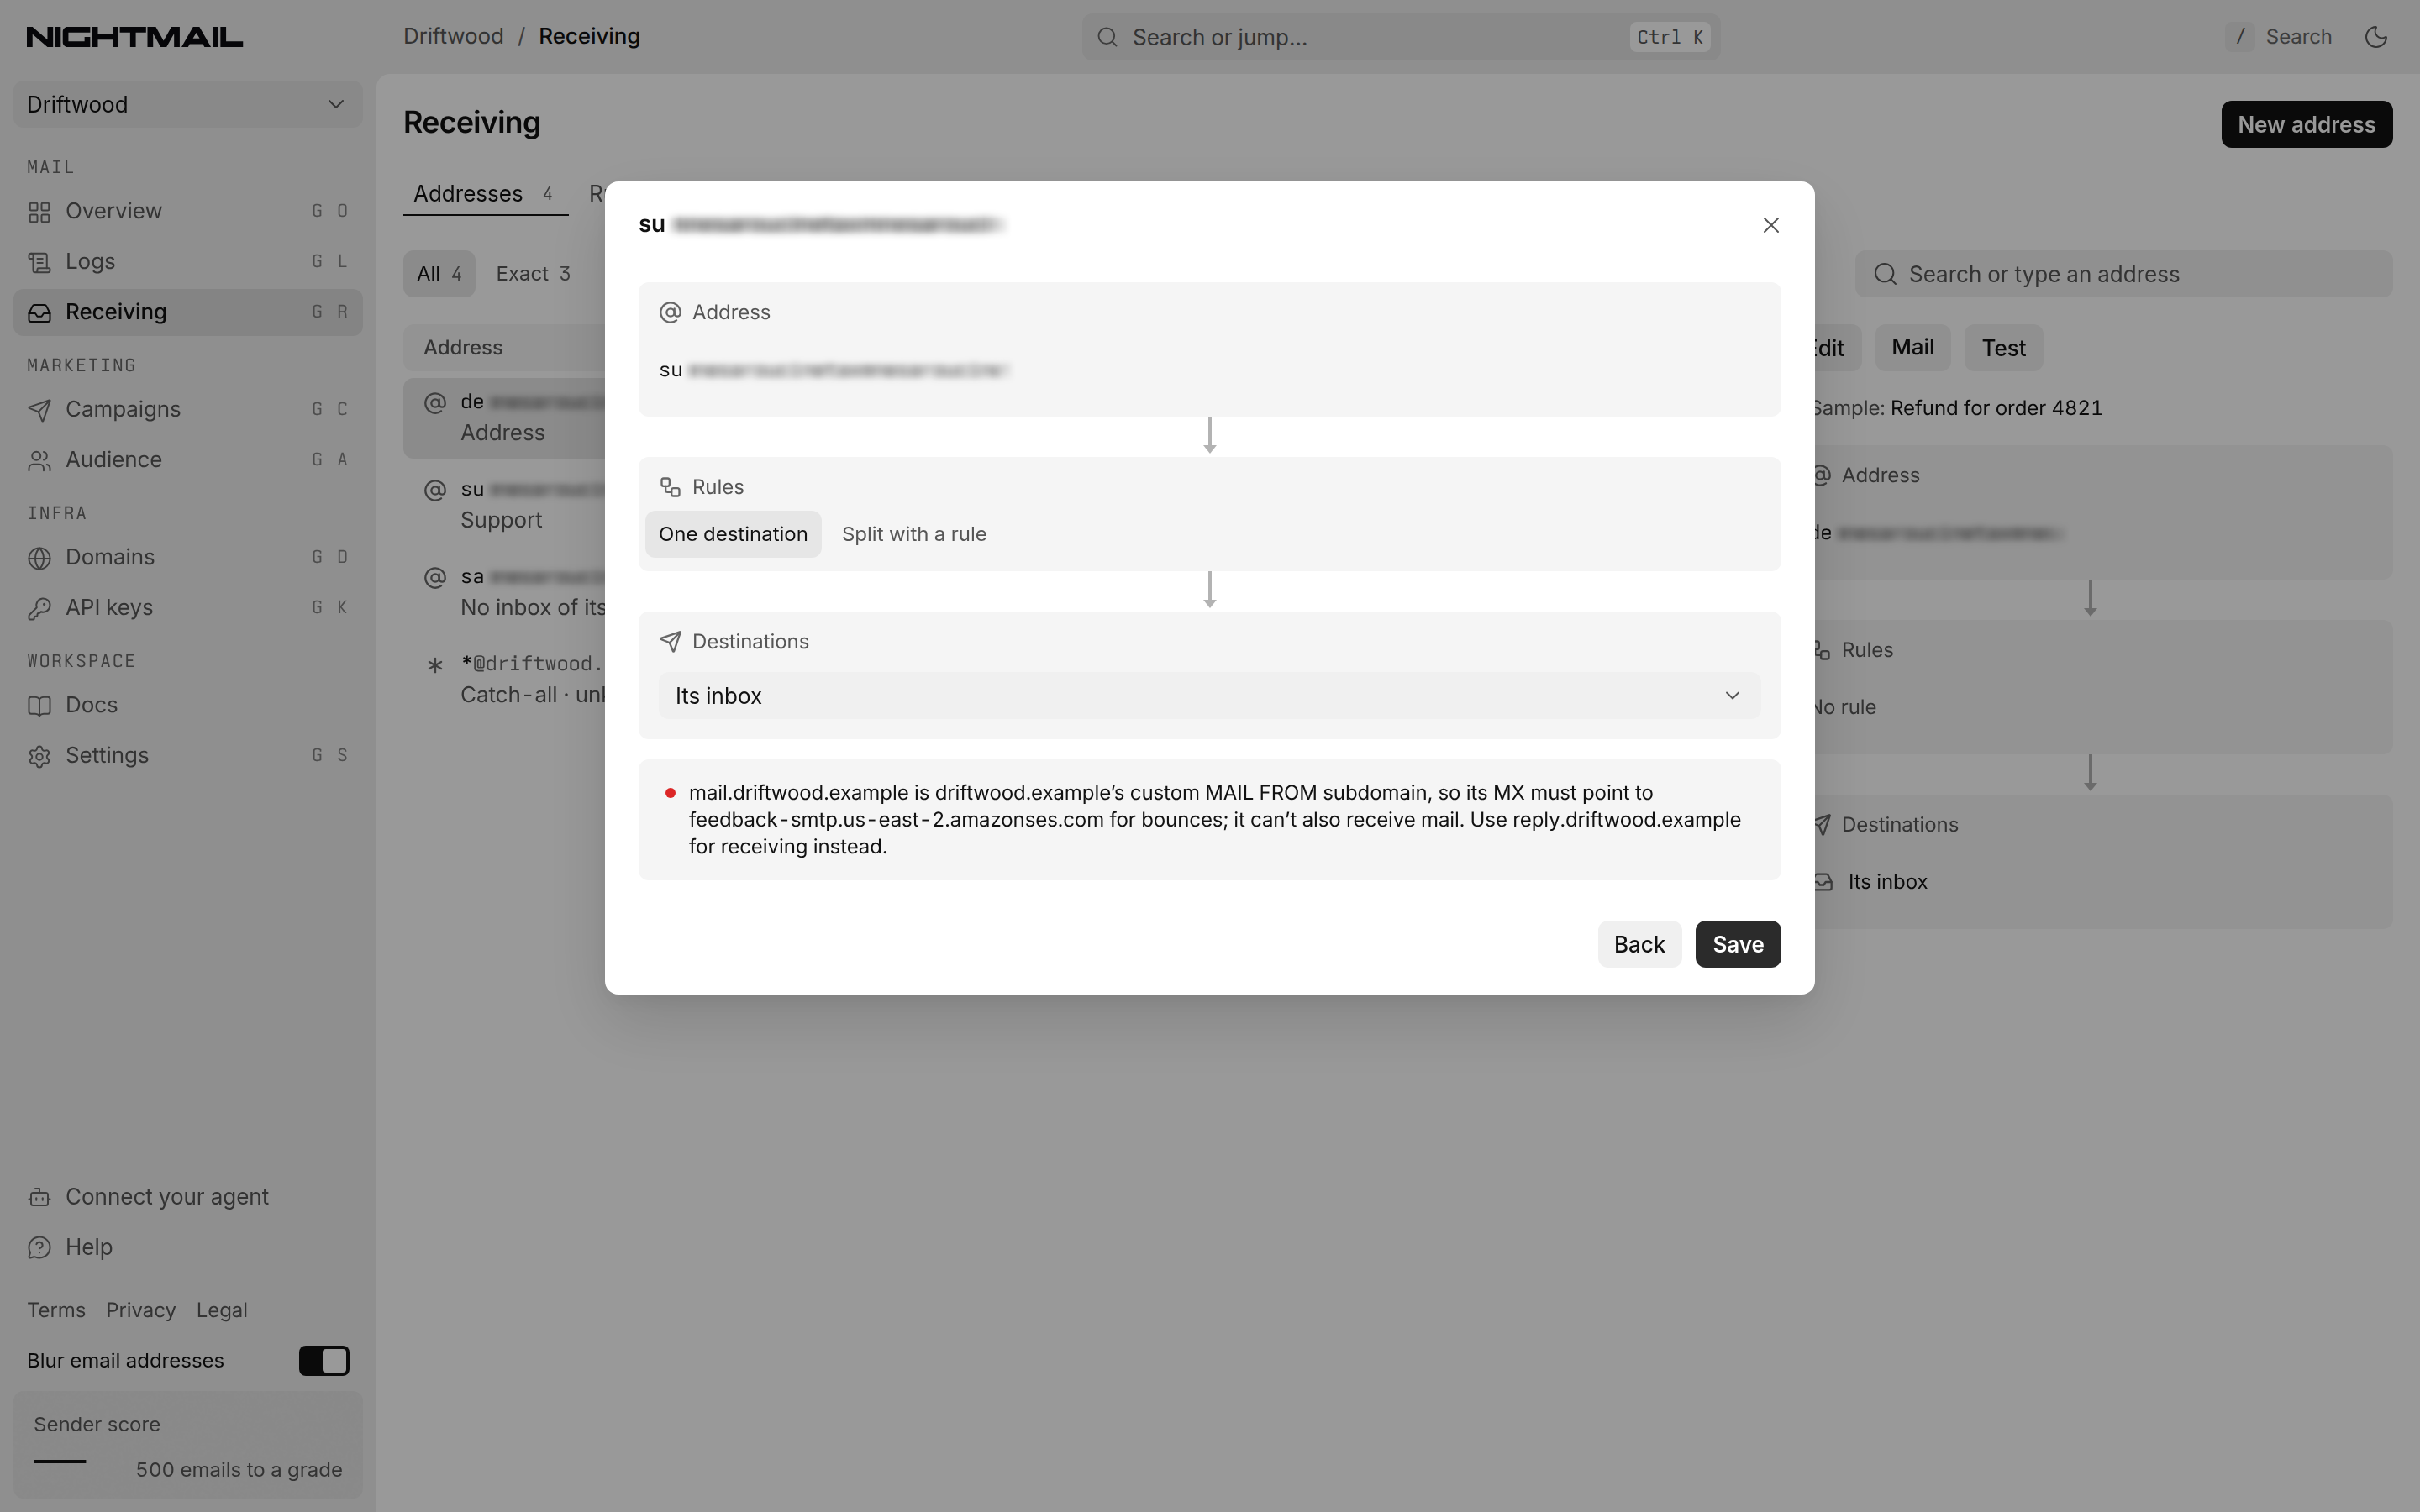 NIGHTMAIL
Driftwood / Receiving
Search or jump...
Ctrl K
/ Search
Driftwood
MAIL
Overview G O
Logs G L
Receiving G R
MARKETING
Campaigns G C
Audience G A
INFRA
Domains G D
API keys G K
WORKSPACE
Docs
Settings G S
Connect your agent
Help
Terms Privacy Legal
Blur email addresses
Sender score
500 emails to a grade
Receiving
New address
Addresses 4
All 4 Exact 3
Search or type an address
Address
de
Address
su
Support
sa
No inbox of its
*@driftwood.
Catch-all · unk
su
Address
su
Rules
One destination Split with a rule
Destinations
Its inbox
mail.driftwood.example is driftwood.example’s custom MAIL FROM subdomain, so its MX must point to
feedback-smtp.us-east-2.amazonses.com for bounces; it can’t also receive mail. Use reply.driftwood.example
for receiving instead.
Back Save
Edit Mail Test
Sample: Refund for order 4821
Address
de
Rules
No rule
Destinations
Its inbox